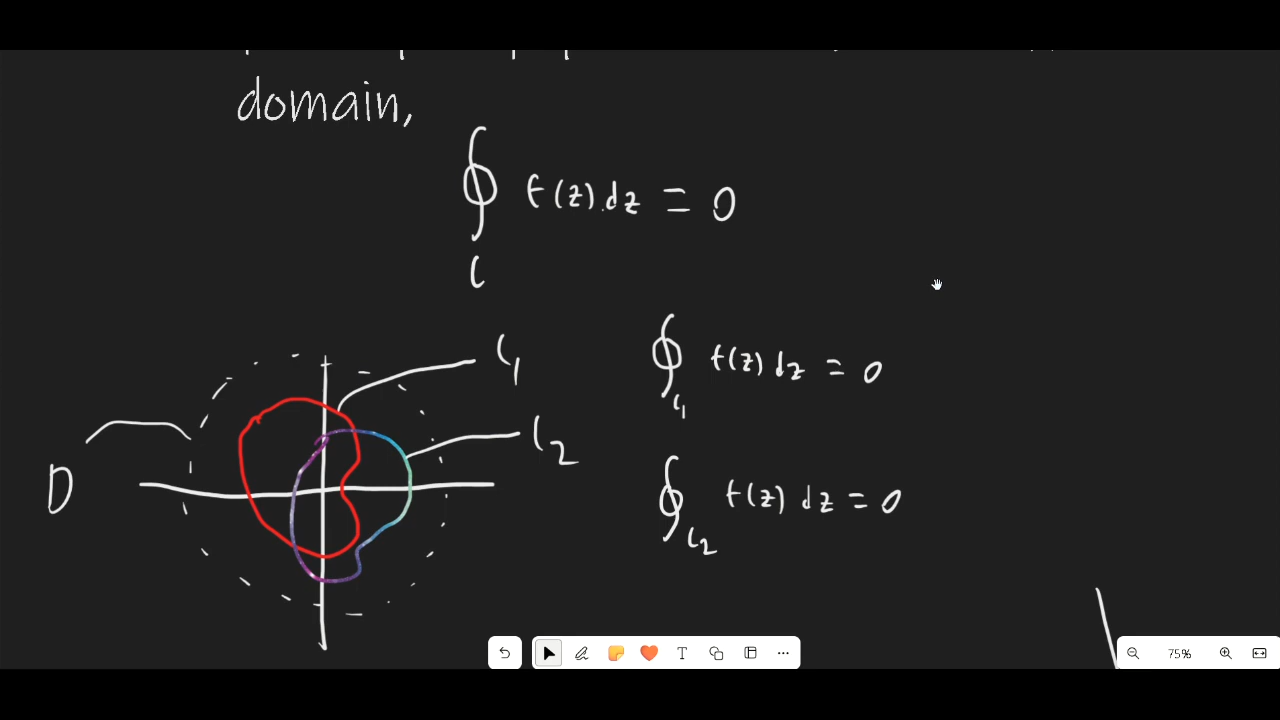 domain,
∮ f(z).dz = 0
C
C1
∮ f(z) dz = 0
C1
C2
D
∮ f(z) dz = 0
C2
T
75%